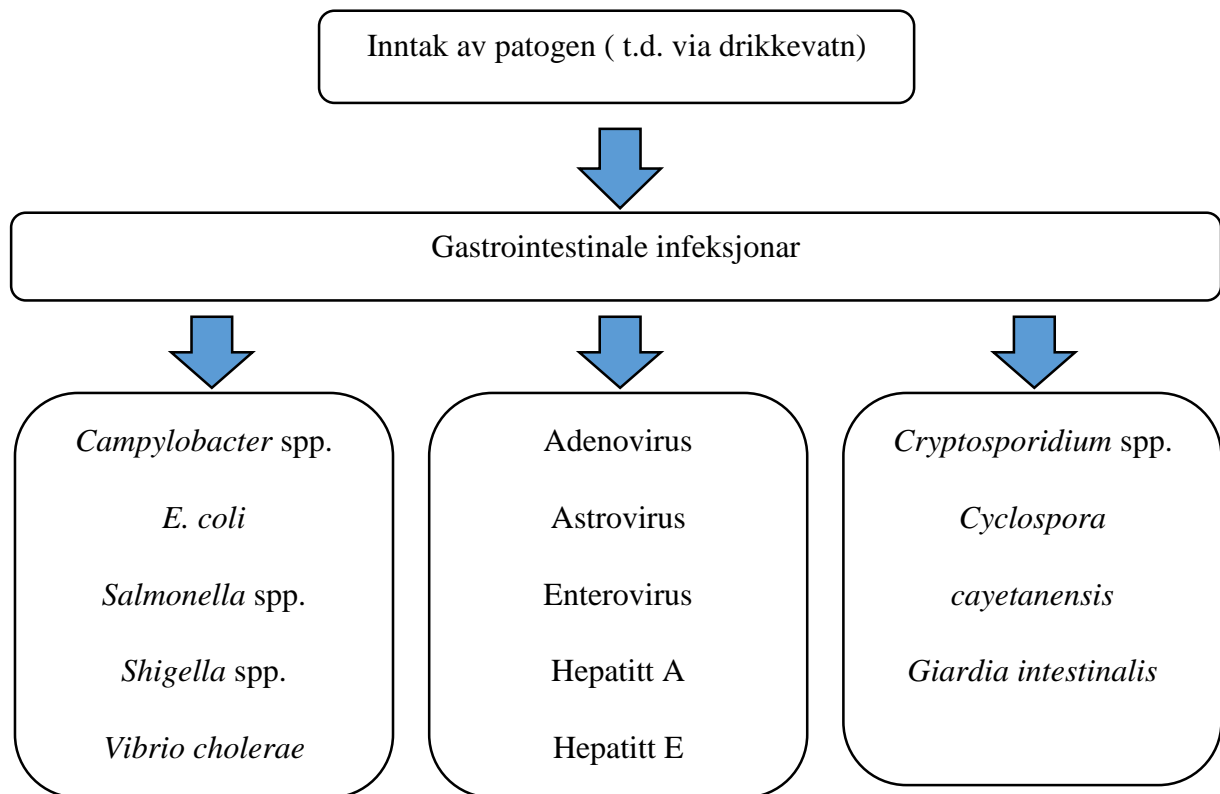 Inntak av patogen ( t.d. via drikkevatn)
Gastrointestinale infeksjonar
Campylobacter spp.
E. coli
Salmonella spp.
Shigella spp.
Vibrio cholerae
Adenovirus
Astrovirus
Enterovirus
Hepatitt A
Hepatitt E
Cryptosporidium spp.
Cyclospora
cayetanensis
Giardia intestinalis